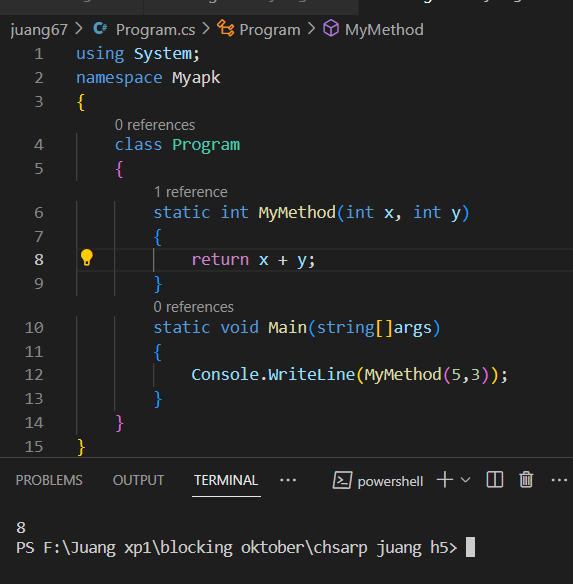 juang67 > Program.cs > Program > MyMethod
1 using System;
2 namespace Myapk
3 {
0 references
4 class Program
5 {
1 reference
6 static int MyMethod(int x, int y)
7 {
8 return x + y;
9 }
0 references
10 static void Main(string[]args)
11 {
12 Console.WriteLine(MyMethod(5,3));
13 }
14 }
15 }
PROBLEMS OUTPUT TERMINAL ··· powershell
8
PS F:\Juang xp1\blocking oktober\chsarp juang h5>